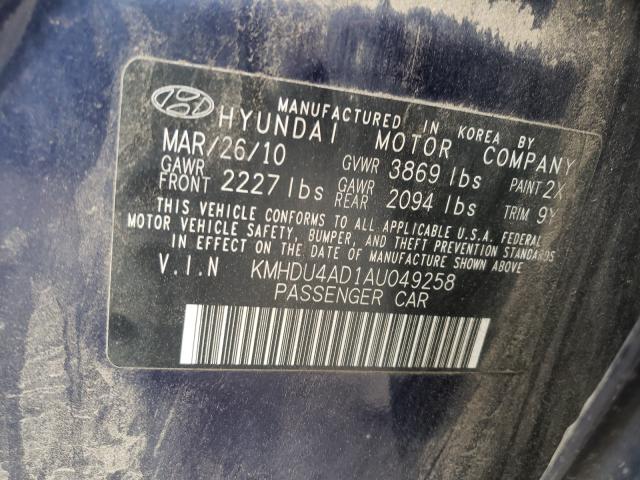 MANUFACTURED IN KOREA BY
HYUNDAI MOTOR COMPANY
MAR/26/10 GVWR 3869 lbs PAINT 2X
GAWR FRONT 2227 lbs GAWR REAR 2094 lbs TRIM 9Y
THIS VEHICLE CONFORMS TO ALL APPLICABLE U.S.A. FEDERAL
MOTOR VEHICLE SAFETY, BUMPER, AND THEFT PREVENTION STANDARDS
IN EFFECT ON THE DATE OF MANUFACTURE SHOWN ABOVE
V.I.N KMHDU4AD1AU049258
PASSENGER CAR